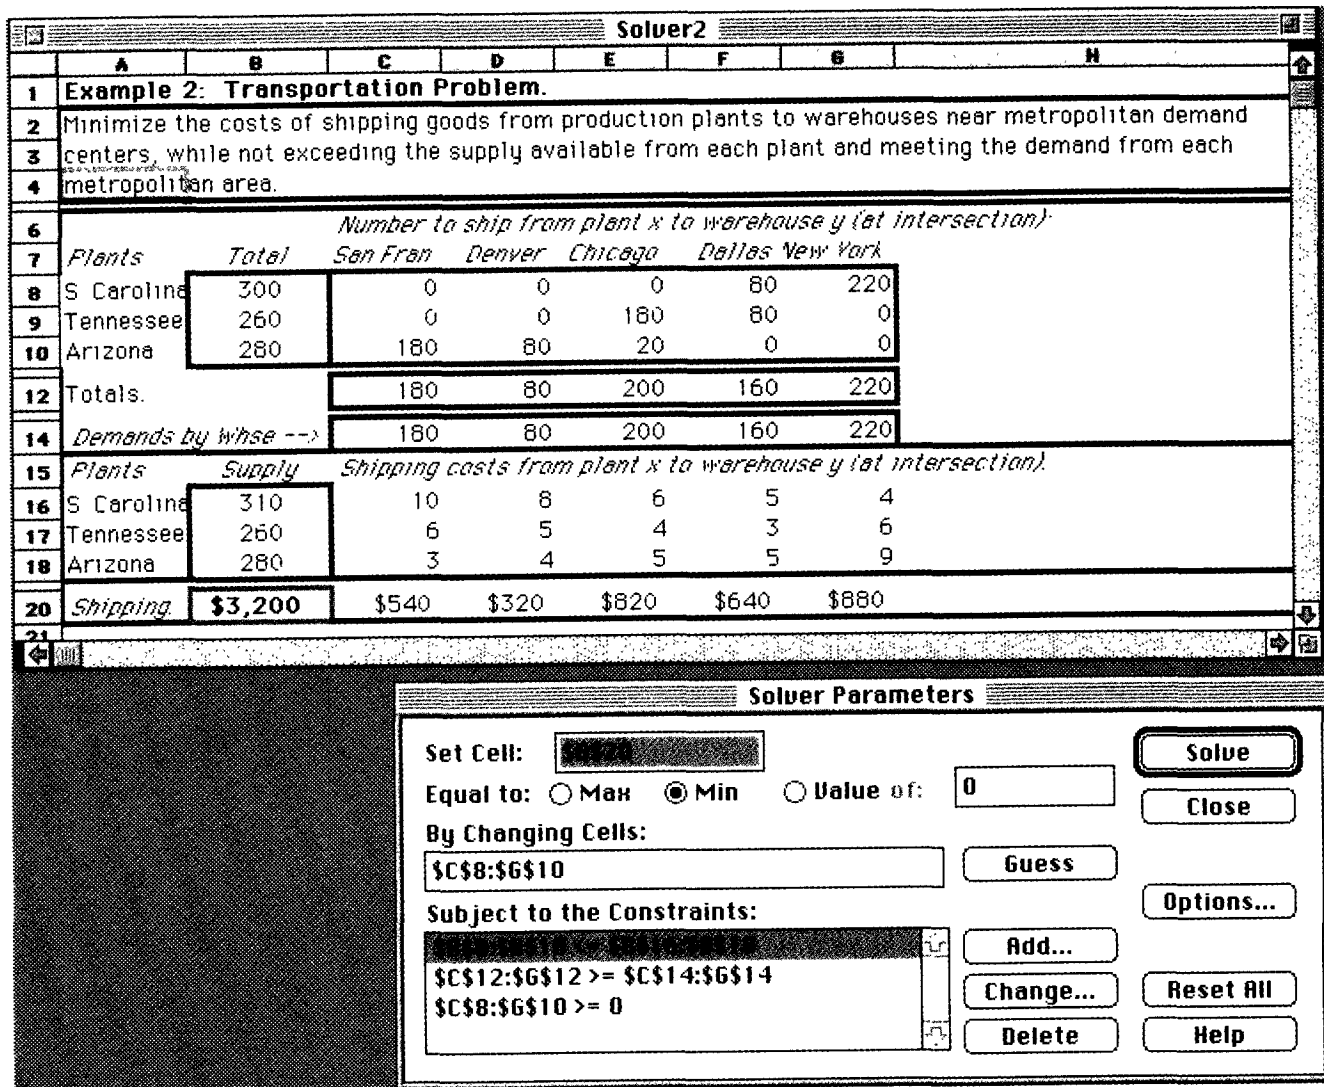 Solver2
A B C D E F G H
1 Example 2: Transportation Problem.
2 Minimize the costs of shipping goods from production plants to warehouses near metropolitan demand
3 centers, while not exceeding the supply available from each plant and meeting the demand from each
4 metropolitan area.
6 Number to ship from plant x to warehouse y (at intersection):
7 Plants Total San Fran Denver Chicago Dallas New York
8 S Carolina 300 0 0 0 80 220
9 Tennessee 260 0 0 180 80 0
10 Arizona 280 180 80 20 0 0
12 Totals. 180 80 200 160 220
14 Demands by Whse --> 180 80 200 160 220
15 Plants Supply Shipping costs from plant x to warehouse y (at intersection).
16 S Carolina 310 10 8 6 5 4
17 Tennessee 260 6 5 4 3 6
18 Arizona 280 3 4 5 5 9
20 Shipping $3,200 $540 $320 $820 $640 $880
21
Solver Parameters
Set Cell: $B$20 Solve
Equal to: Max Min Value of: 0
Close
By Changing Cells:
$C$8:$G$10 Guess
Options...
Subject to the Constraints:
Add...
$C$12:$G$12 >= $C$14:$G$14
Change... Reset All
$C$8:$G$10 >= 0
Delete Help